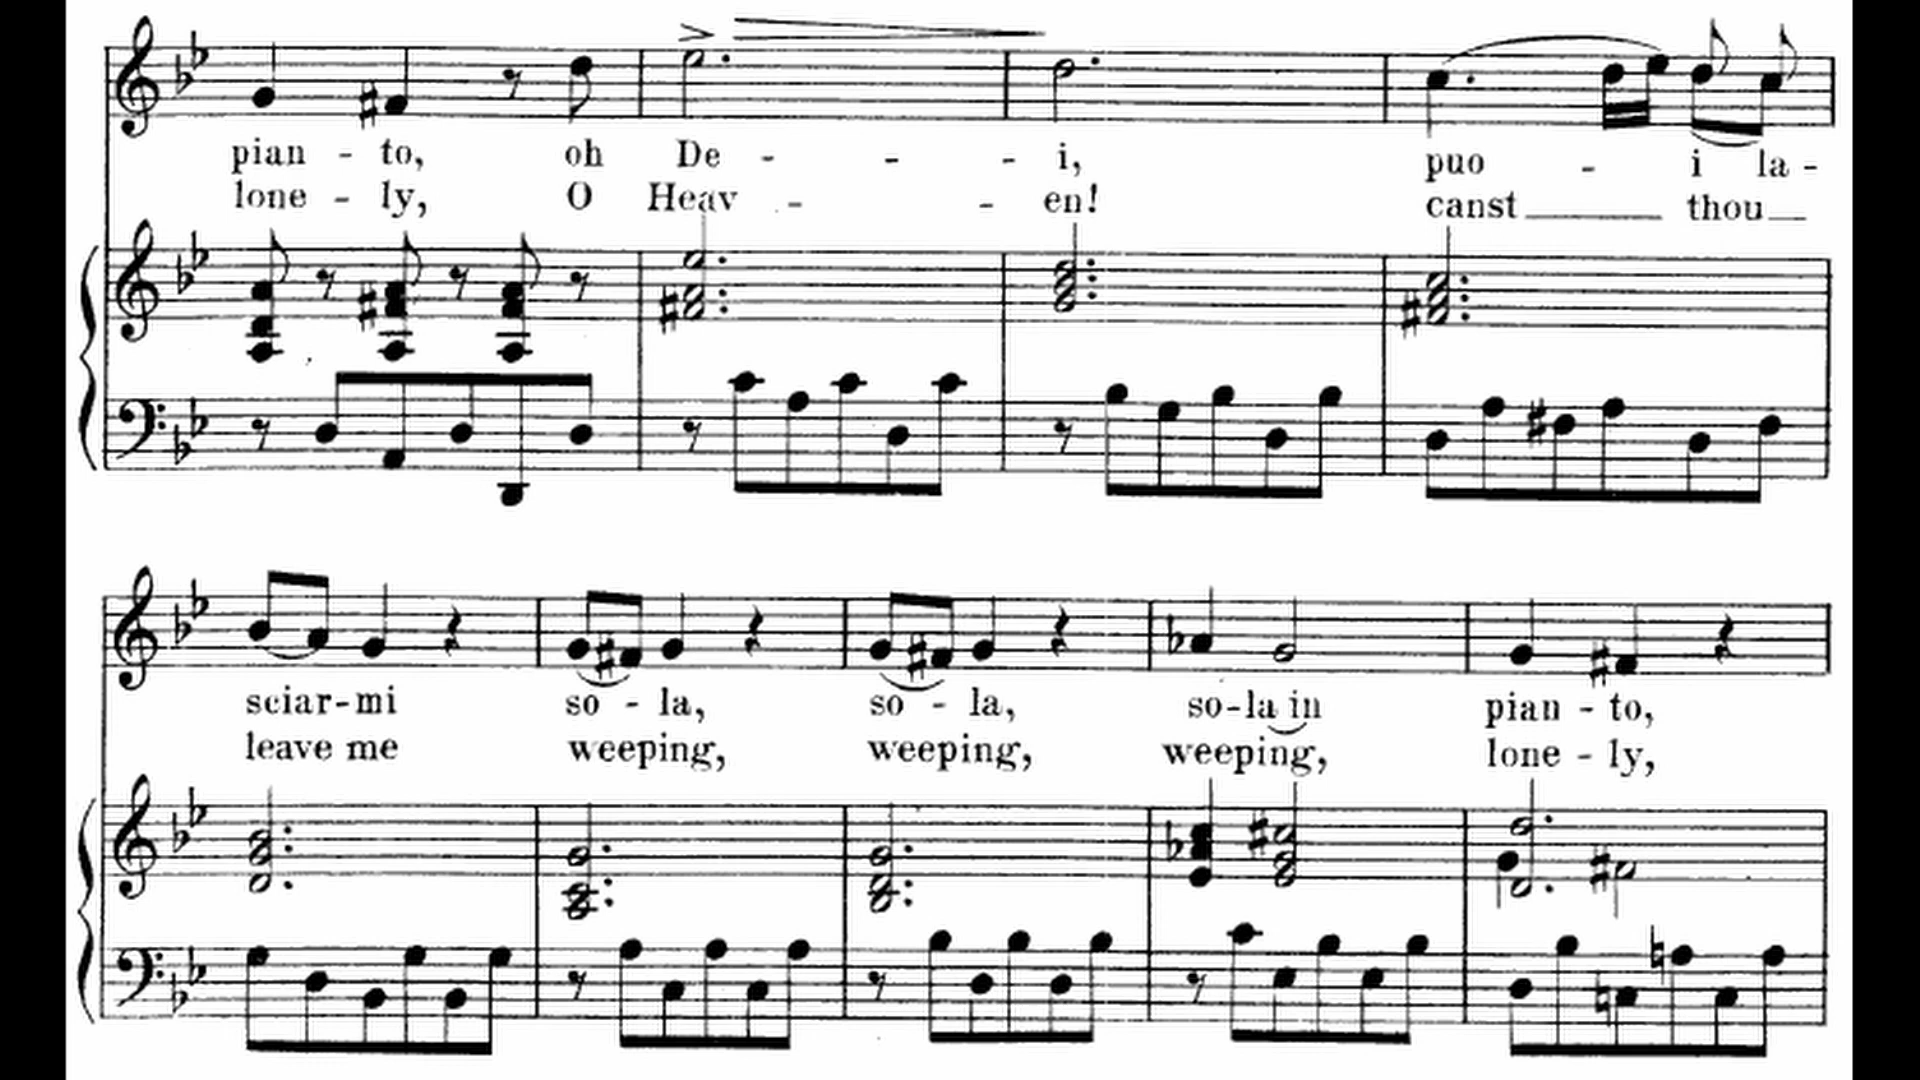 pian - to, oh De - - - i, puo - i la -
lone - ly, O Heav - - en! canst thou
sciar-mi so - la, so - la, so-la in pian - to,
leave me weeping, weeping, weeping, lone - ly,